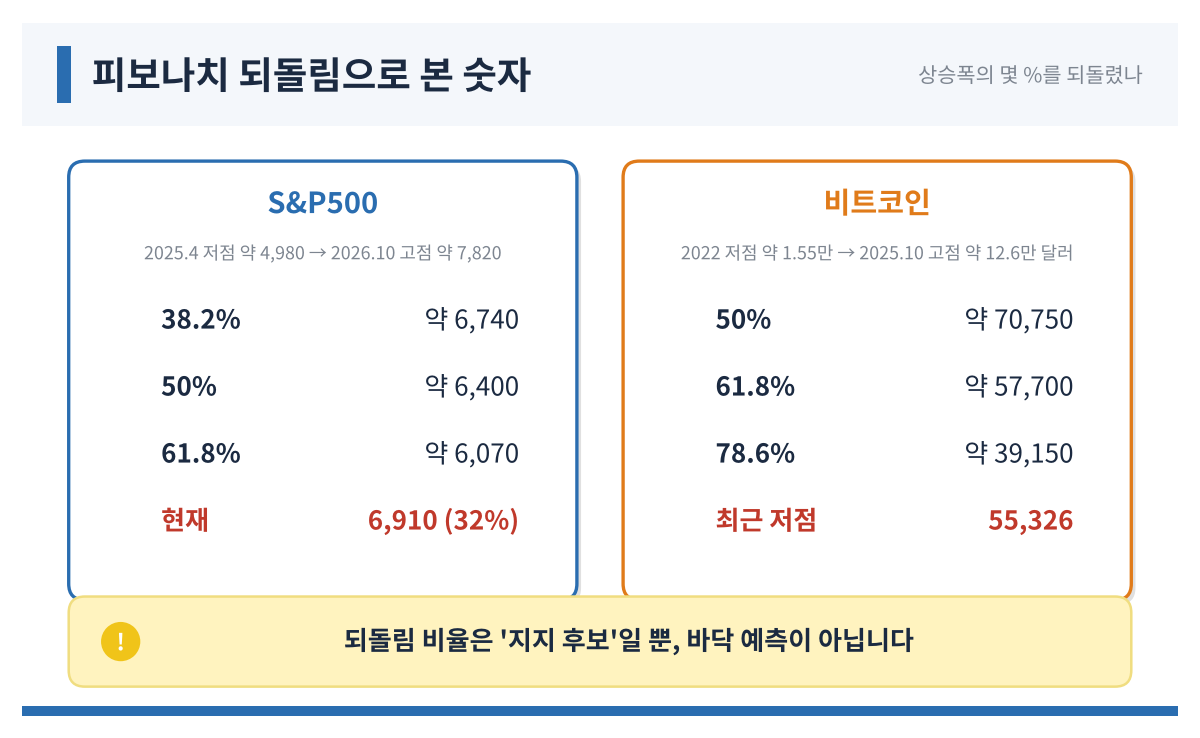 피보나치 되돌림으로 본 숫자
상승폭의 몇 %를 되돌렸나
S&P500
2025.4 저점 약 4,980 → 2026.10 고점 약 7,820
38.2% 약 6,740
50% 약 6,400
61.8% 약 6,070
현재 6,910 (32%)
비트코인
2022 저점 약 1.55만 → 2025.10 고점 약 12.6만 달러
50% 약 70,750
61.8% 약 57,700
78.6% 약 39,150
최근 저점 55,326
! 되돌림 비율은 '지지 후보'일 뿐, 바닥 예측이 아닙니다